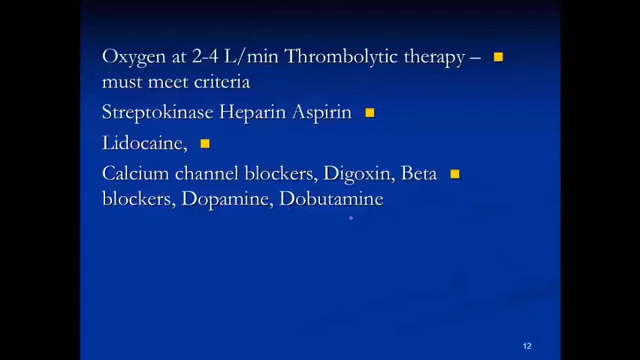 Oxygen at 2-4 L/min Thrombolytic therapy –
must meet criteria
Streptokinase Heparin Aspirin
Lidocaine,
Calcium channel blockers, Digoxin, Beta
blockers, Dopamine, Dobutamine
12